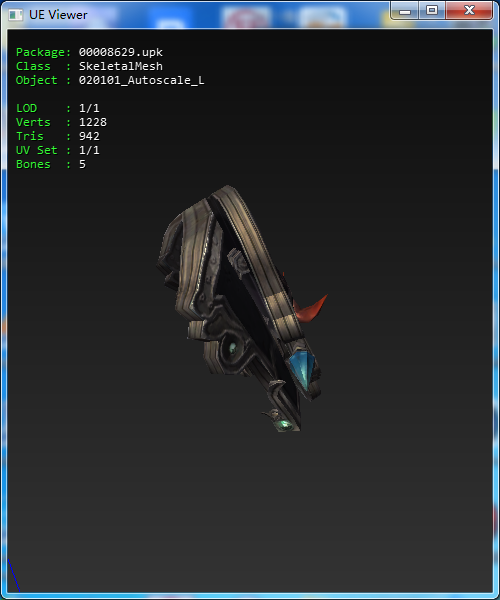 UE Viewer
Package: 00008629.upk
Class : SkeletalMesh
Object : 020101_Autoscale_L
LOD : 1/1
Verts : 1228
Tris : 942
UV Set : 1/1
Bones : 5